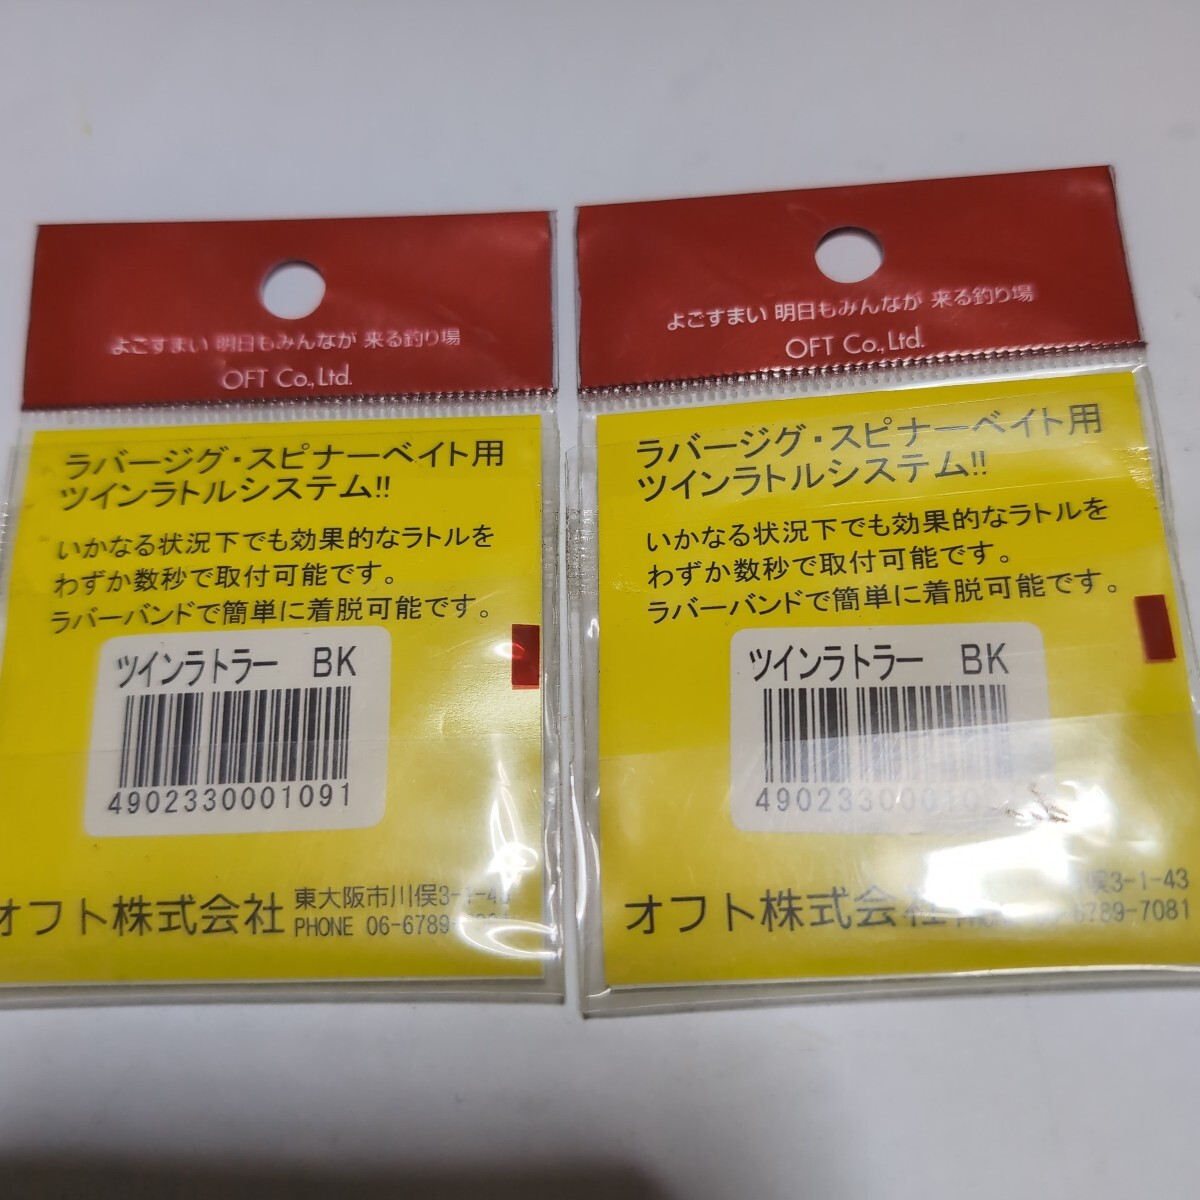 よごすまい 明日もみんなが 来る釣り場
OFT Co., Ltd.
ラバージグ・スピナーベイト用
ツインラトルシステム!!
いかなる状況下でも効果的なラトルを
わずか数秒で取付可能です。
ラバーバンドで簡単に着脱可能です。
ツインラトラー BK
4902330001091
オフト株式会社 東大阪市川俣3-1-4
PHONE 06-6789-
よごすまい 明日もみんなが 来る釣り場
OFT Co., Ltd.
ラバージグ・スピナーベイト用
ツインラトルシステム!!
いかなる状況下でも効果的なラトルを
わずか数秒で取付可能です。
ラバーバンドで簡単に着脱可能です。
ツインラトラー BK
49023300010
オフト株式会社 俣3-1-43
6789-7081